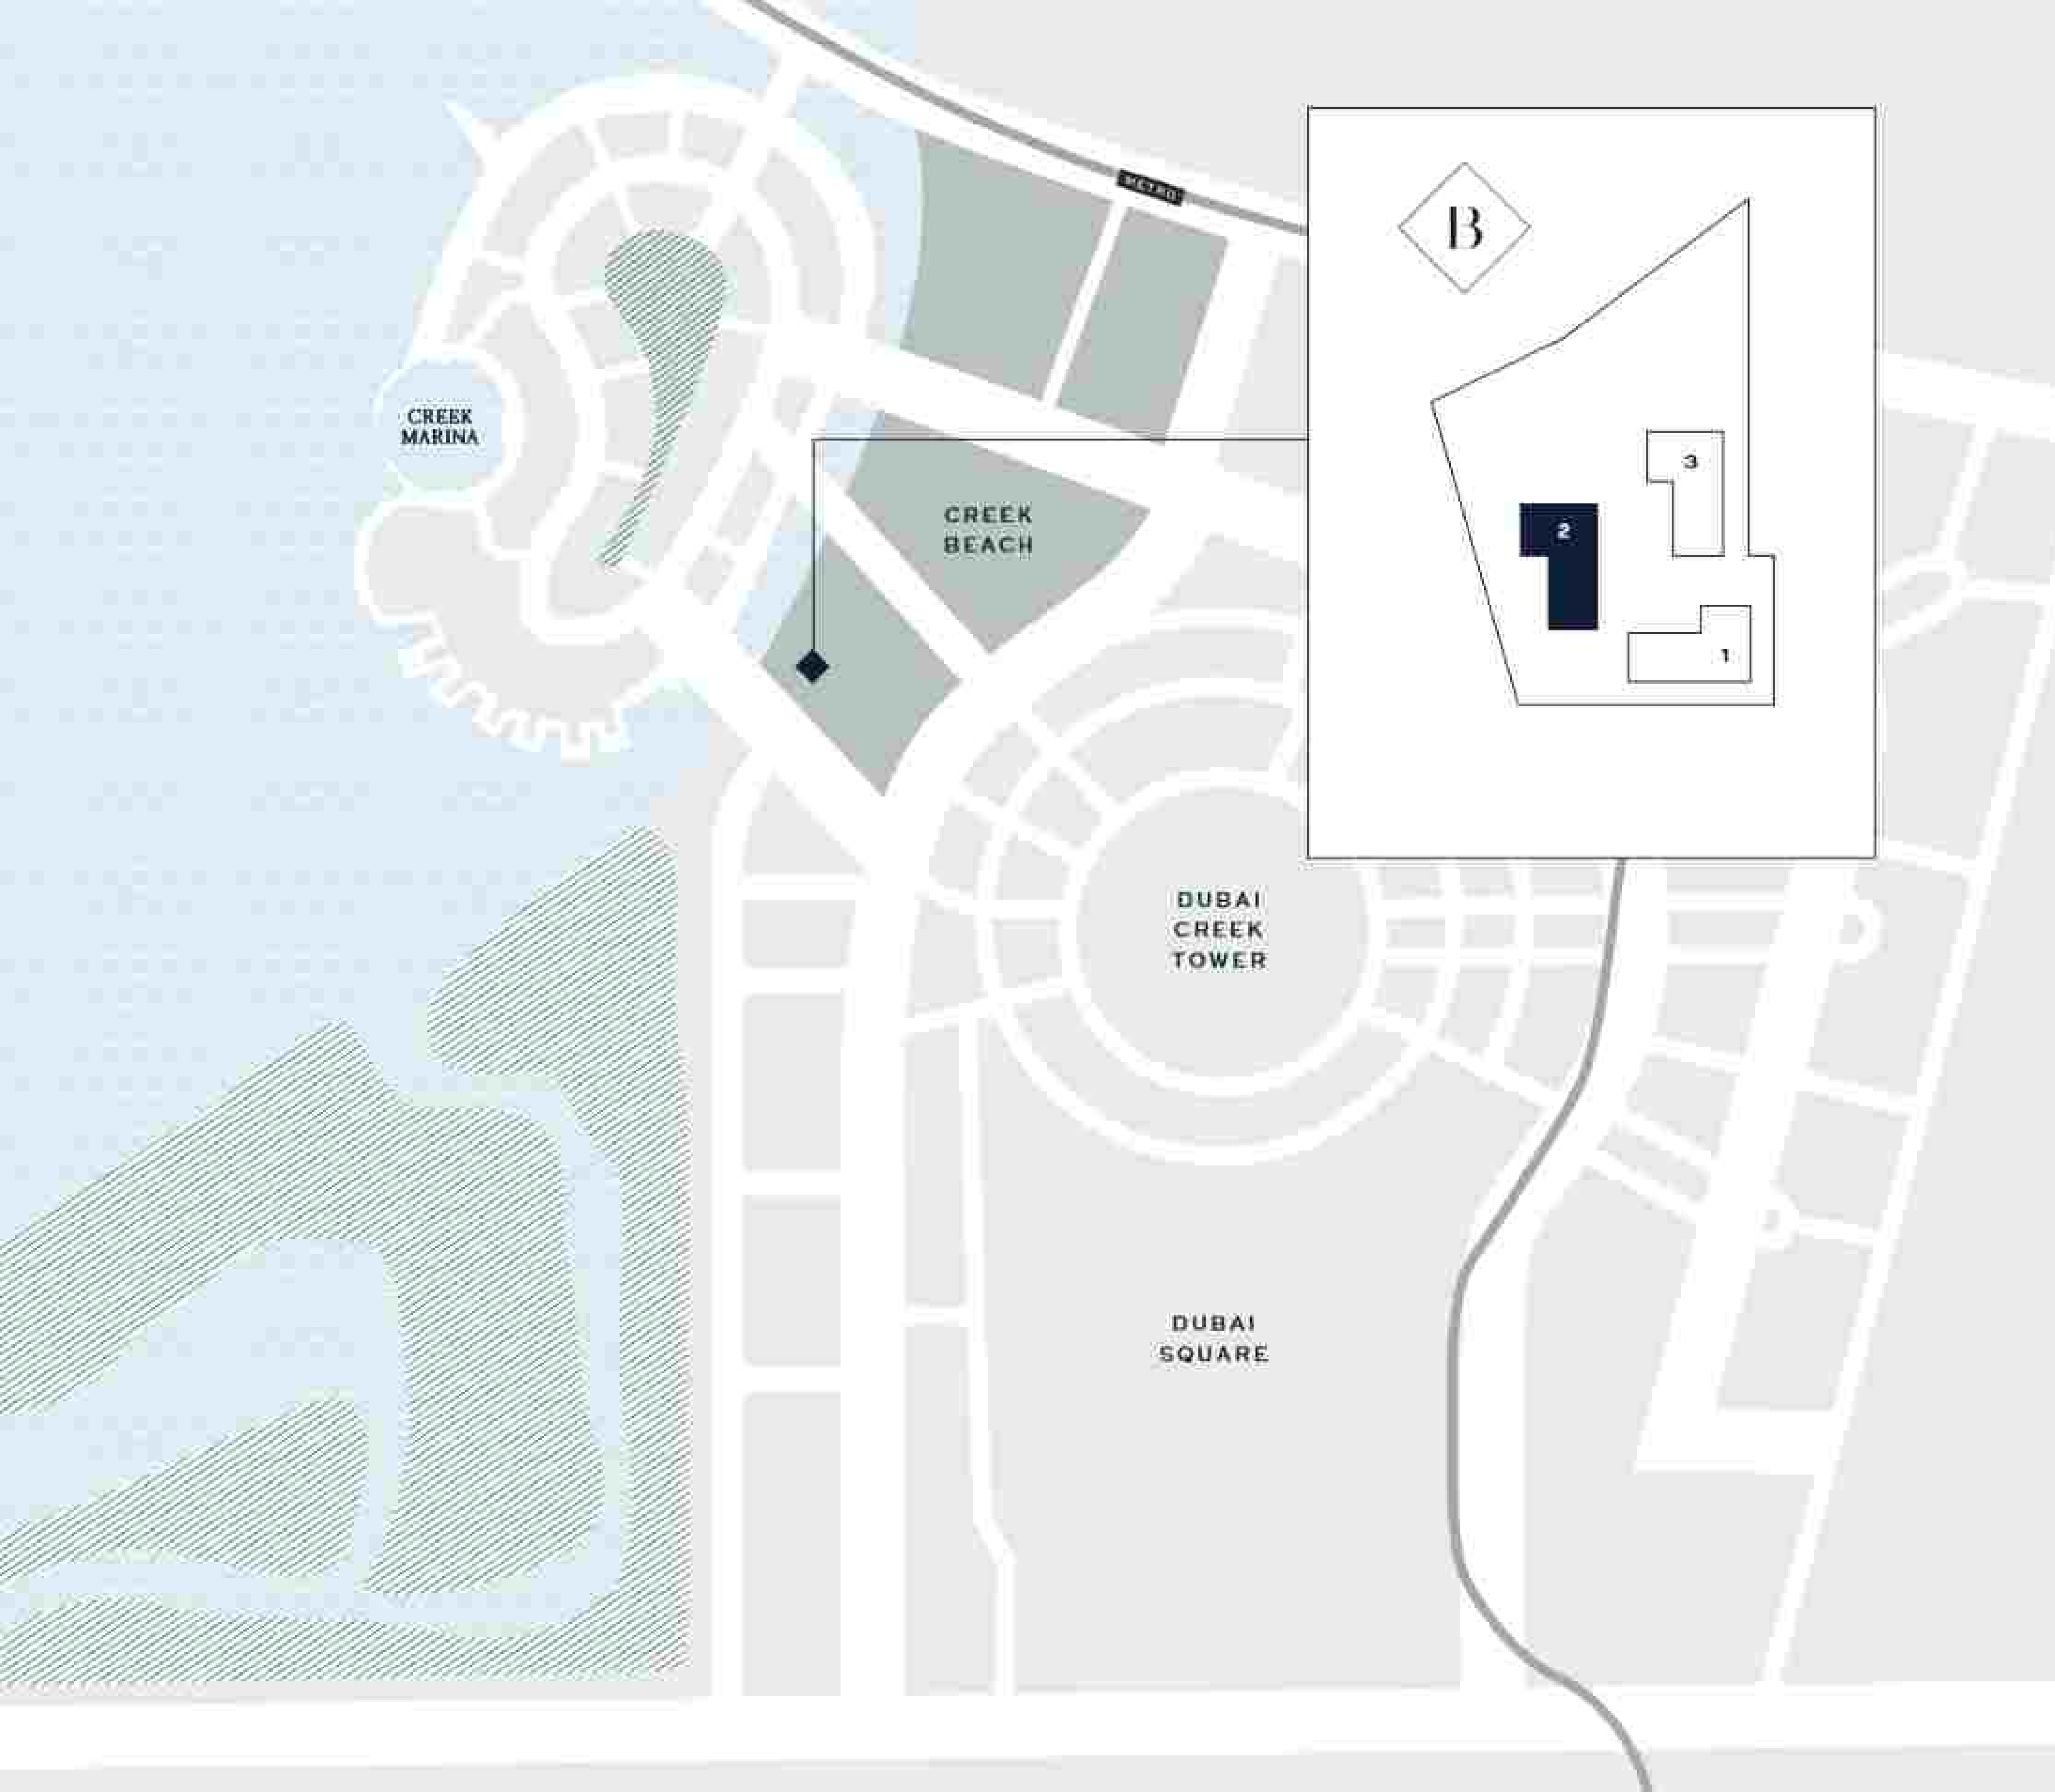 METRO
B
CREEK
MARINA
3
CREEK
BEACH
2
1
DUBAI
CREEK
TOWER
DUBAI
SQUARE